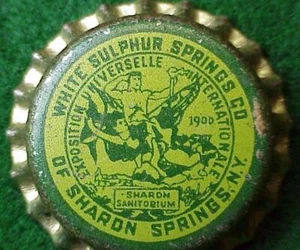 WHITE SULPHUR SPRINGS CO
OF SHARON SPRINGS, N.Y.
EXPOSITION UNIVERSELLE INTERNATIONALE
1900
SHARON
SANITORIUM